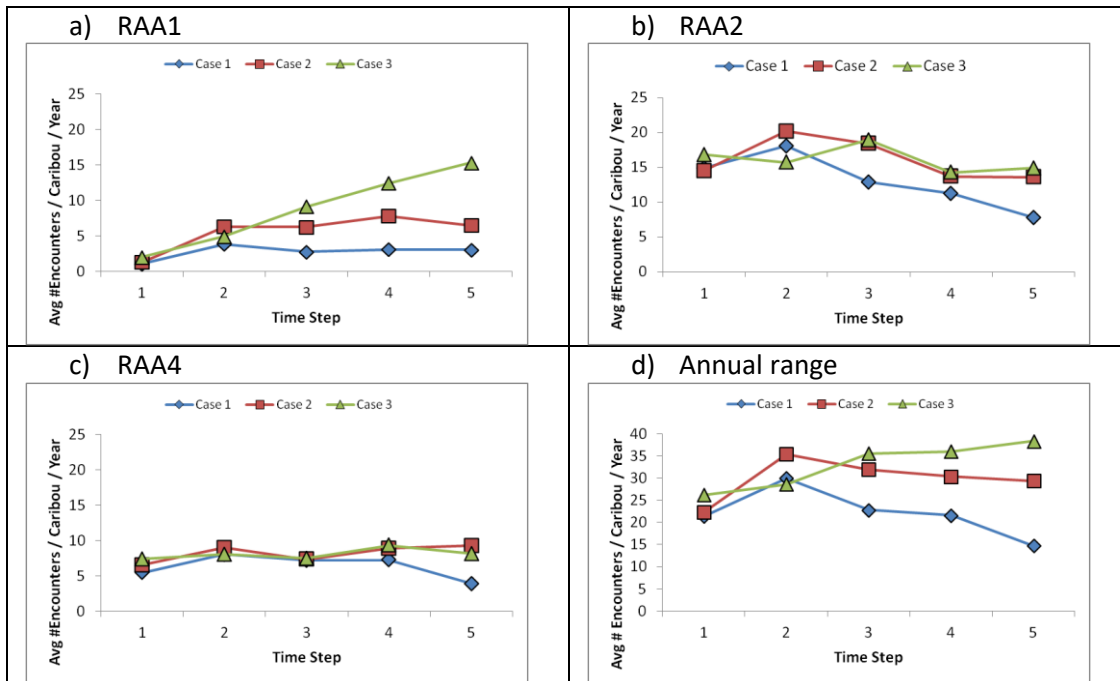 a) RAA1
Case 1 Case 2 Case 3
Avg #Encounters / Caribou / Year
25
20
15
10
5
0
1 2 3 4 5
Time Step
b) RAA2
Case 1 Case 2 Case 3
Avg #Encounters / Caribou / Year
25
20
15
10
5
0
1 2 3 4 5
Time Step
c) RAA4
Case 1 Case 2 Case 3
Avg #Encounters / Caribou / Year
25
20
15
10
5
0
1 2 3 4 5
Time Step
d) Annual range
Case 1 Case 2 Case 3
Avg # Encounters / Caribou / Year
40
35
30
25
20
15
10
5
0
1 2 3 4 5
Time Step